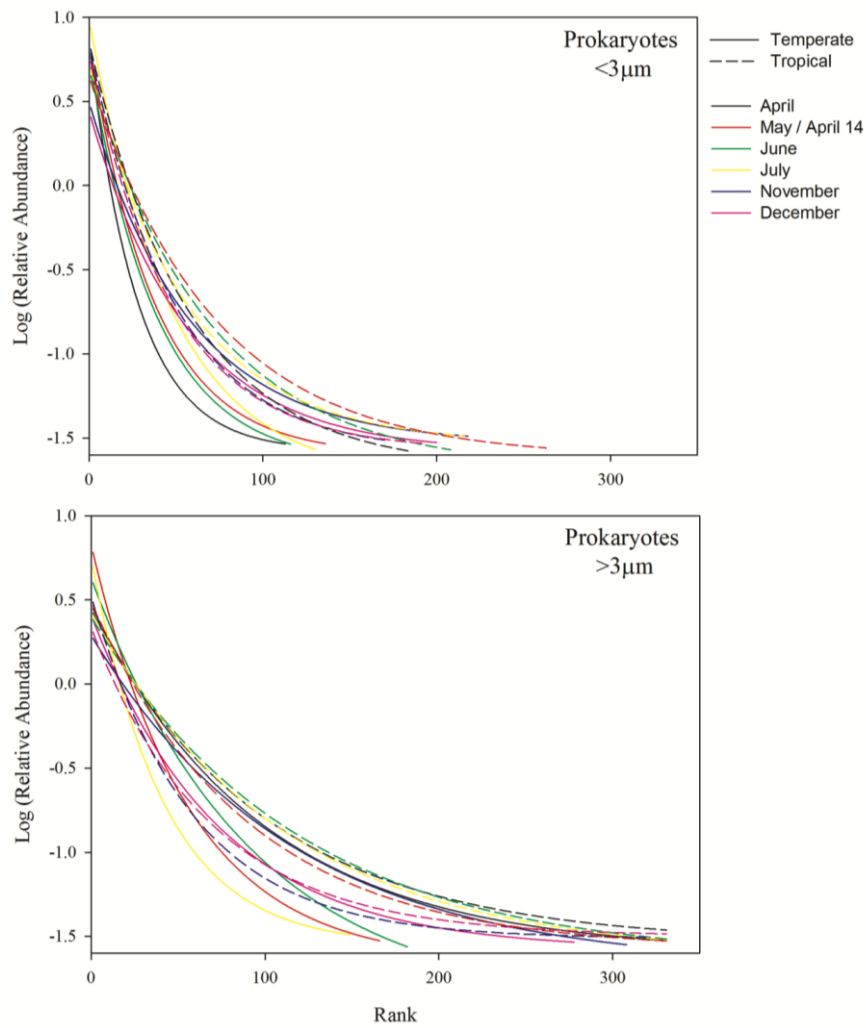 Prokaryotes
<3μm
Temperate
Tropical
April
May / April 14
June
July
November
December
Log (Relative Abundance)
1.0
0.5
0.0
-0.5
-1.0
-1.5
0
100
200
300
Prokaryotes
>3μm
Log (Relative Abundance)
1.0
0.5
0.0
-0.5
-1.0
-1.5
0
100
200
300
Rank